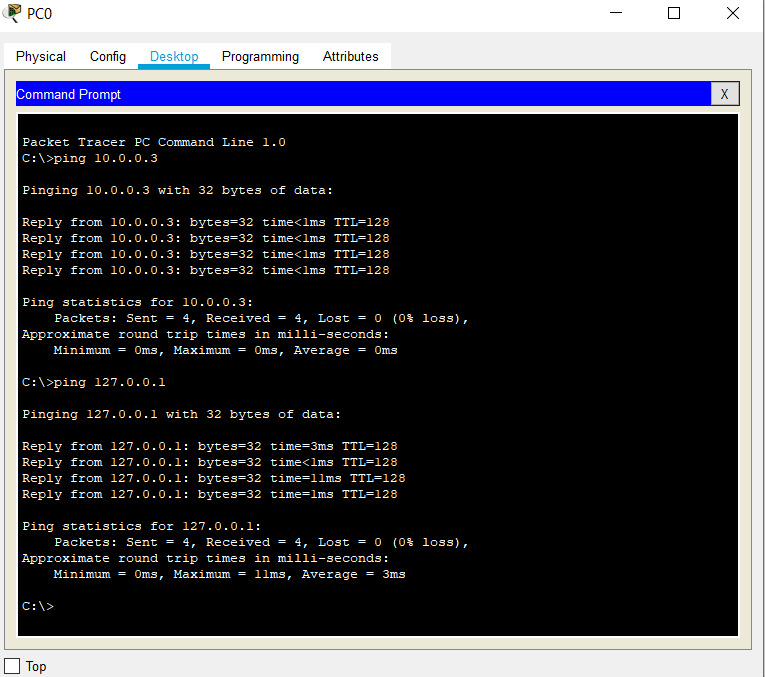 PC0
Physical Config Desktop Programming Attributes
Command Prompt X
Packet Tracer PC Command Line 1.0
C:\>ping 10.0.0.3
Pinging 10.0.0.3 with 32 bytes of data:
Reply from 10.0.0.3: bytes=32 time<1ms TTL=128
Reply from 10.0.0.3: bytes=32 time<1ms TTL=128
Reply from 10.0.0.3: bytes=32 time<1ms TTL=128
Reply from 10.0.0.3: bytes=32 time<1ms TTL=128
Ping statistics for 10.0.0.3:
Packets: Sent = 4, Received = 4, Lost = 0 (0% loss),
Approximate round trip times in milli-seconds:
Minimum = 0ms, Maximum = 0ms, Average = 0ms
C:\>ping 127.0.0.1
Pinging 127.0.0.1 with 32 bytes of data:
Reply from 127.0.0.1: bytes=32 time=3ms TTL=128
Reply from 127.0.0.1: bytes=32 time<1ms TTL=128
Reply from 127.0.0.1: bytes=32 time=11ms TTL=128
Reply from 127.0.0.1: bytes=32 time=1ms TTL=128
Ping statistics for 127.0.0.1:
Packets: Sent = 4, Received = 4, Lost = 0 (0% loss),
Approximate round trip times in milli-seconds:
Minimum = 0ms, Maximum = 11ms, Average = 3ms
C:\>
Top